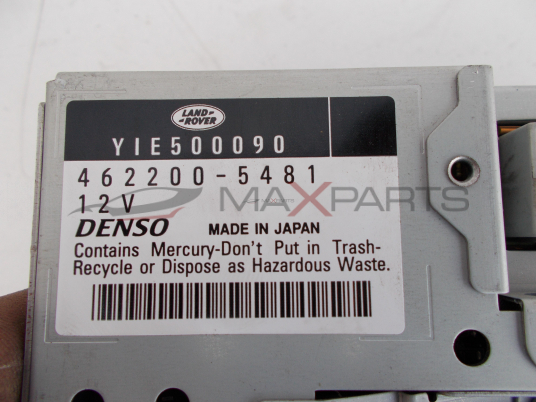 LAND-
ROVER
YIE500090
462200-5481
12V
MAXPARTS
DENSO MADE IN JAPAN
Contains Mercury-Don't Put in Trash-
Recycle or Dispose as Hazardous Waste.